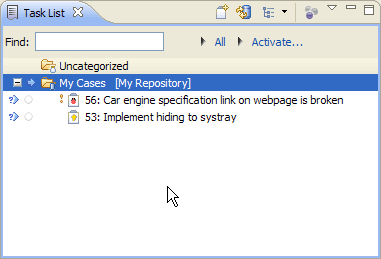 Task List
Find: All Activate...
Uncategorized
My Cases [My Repository]
56: Car engine specification link on webpage is broken
53: Implement hiding to systray